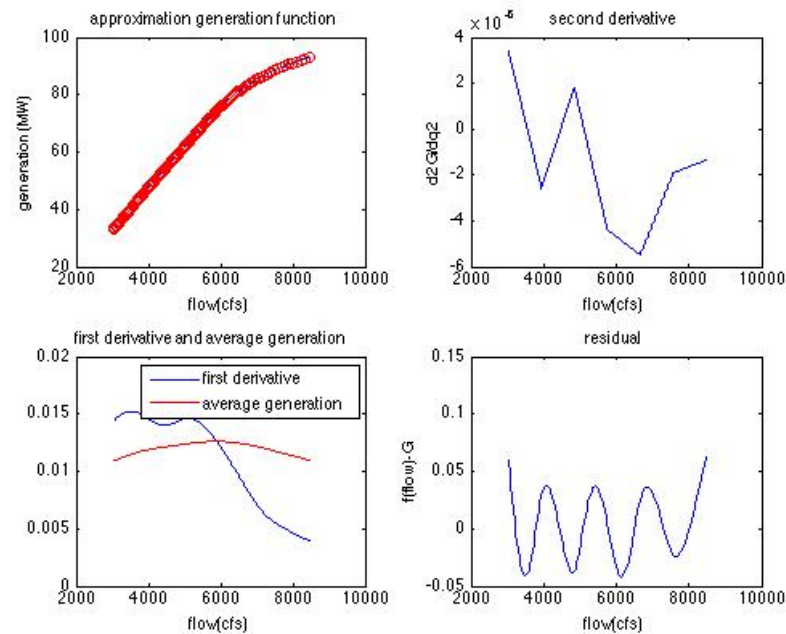 approximation generation function
100
80
60
40
20
generation (MW)
2000 4000 6000 8000 10000
flow(cfs)
second derivative
4 x 10^-5
2
0
-2
-4
-6
d2G/dq2
2000 4000 6000 8000 10000
flow(cfs)
first derivative and average generation
first derivative
average generation
0.02
0.015
0.01
0.005
0
2000 4000 6000 8000 10000
flow(cfs)
residual
0.15
0.1
0.05
0
-0.05
f(flow)-G
2000 4000 6000 8000 10000
flow(cfs)